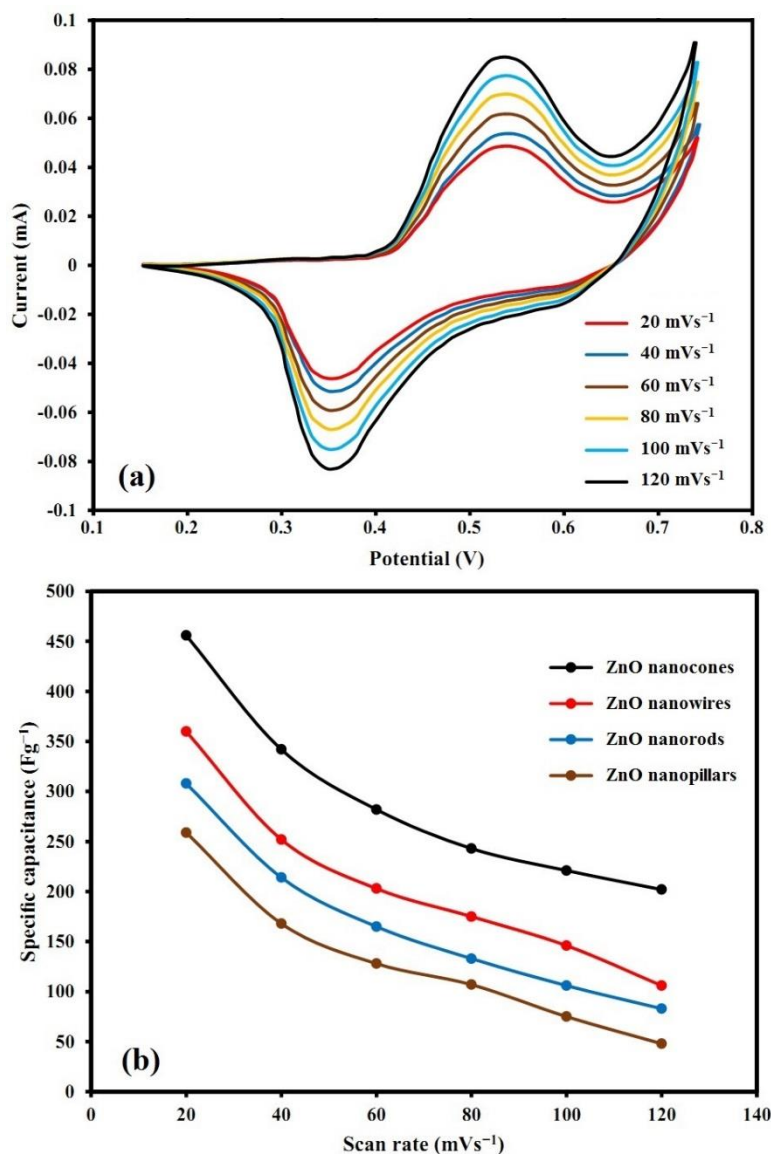 0.1
0.08
0.06
0.04
0.02
0
-0.02
-0.04
-0.06
-0.08
-0.1
Current (mA)
20 mVs⁻¹
40 mVs⁻¹
60 mVs⁻¹
80 mVs⁻¹
100 mVs⁻¹
120 mVs⁻¹
(a)
0.1 0.2 0.3 0.4 0.5 0.6 0.7 0.8
Potential (V)
500
450
400
350
300
250
200
150
100
50
0
Specific capacitance (Fg⁻¹)
ZnO nanocones
ZnO nanowires
ZnO nanorods
ZnO nanopillars
(b)
0 20 40 60 80 100 120 140
Scan rate (mVs⁻¹)